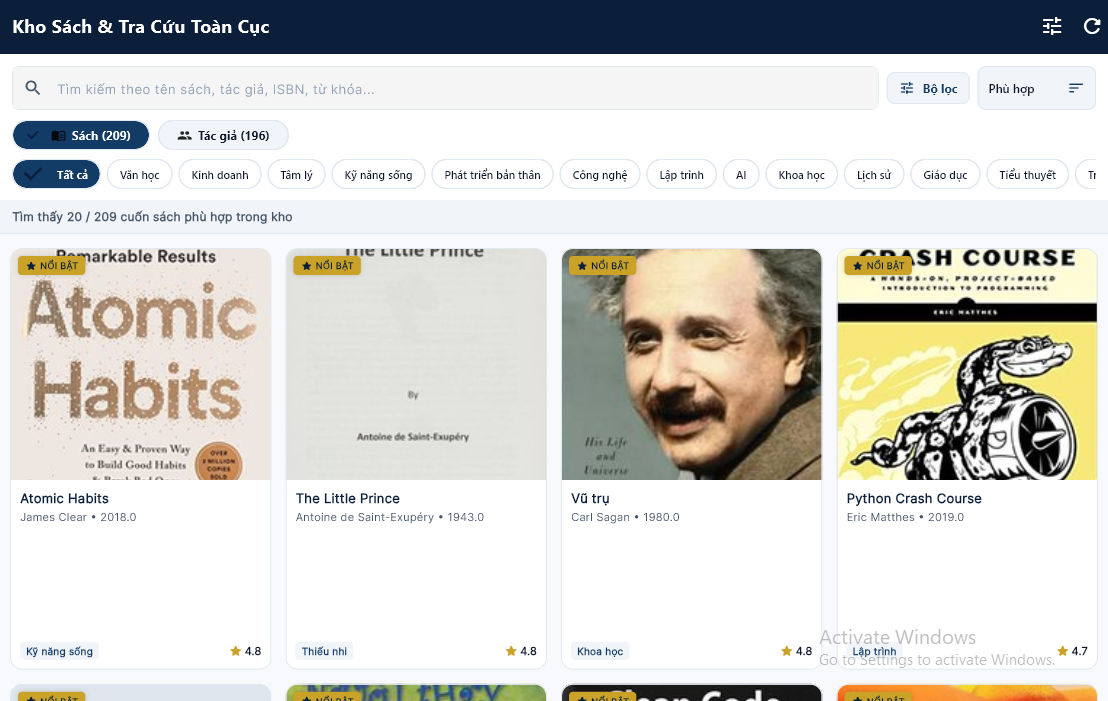 Kho Sách & Tra Cứu Toàn Cục
Tìm kiếm theo tên sách, tác giả, ISBN, từ khóa...
Bộ lọc
Phù hợp
Sách (209)
Tác giả (196)
Tất cả
Văn học
Kinh doanh
Tâm lý
Kỹ năng sống
Phát triển bản thân
Công nghệ
Lập trình
AI
Khoa học
Lịch sử
Giáo dục
Tiểu thuyết
Tìm thấy 20 / 209 cuốn sách phù hợp trong kho
Remarkable Results
NỔI BẬT
Atomic
Habits
An Easy & Proven Way
to Build Good Habits
OVER
COPIES
SOLD
Atomic Habits
James Clear • 2018.0
Kỹ năng sống
4.8
The Little Prince
NỔI BẬT
By
Antoine de Saint-Exupéry
The Little Prince
Antoine de Saint-Exupéry • 1943.0
Thiếu nhi
4.8
NỔI BẬT
His Life
and
Universe
Vũ trụ
Carl Sagan • 1980.0
Khoa học
4.8
CRASH COURSE
NỔI BẬT
A HANDS-ON, PROJECT-BASED
INTRODUCTION TO PROGRAMMING
ERIC MATTHES
Python Crash Course
Eric Matthes • 2019.0
Lập trình
4.7
Activate Windows
Go to Settings to activate Windows.
NỔI BẬT
NỔI BẬT
NỔI BẬT
Clean Code
NỔI BẬT